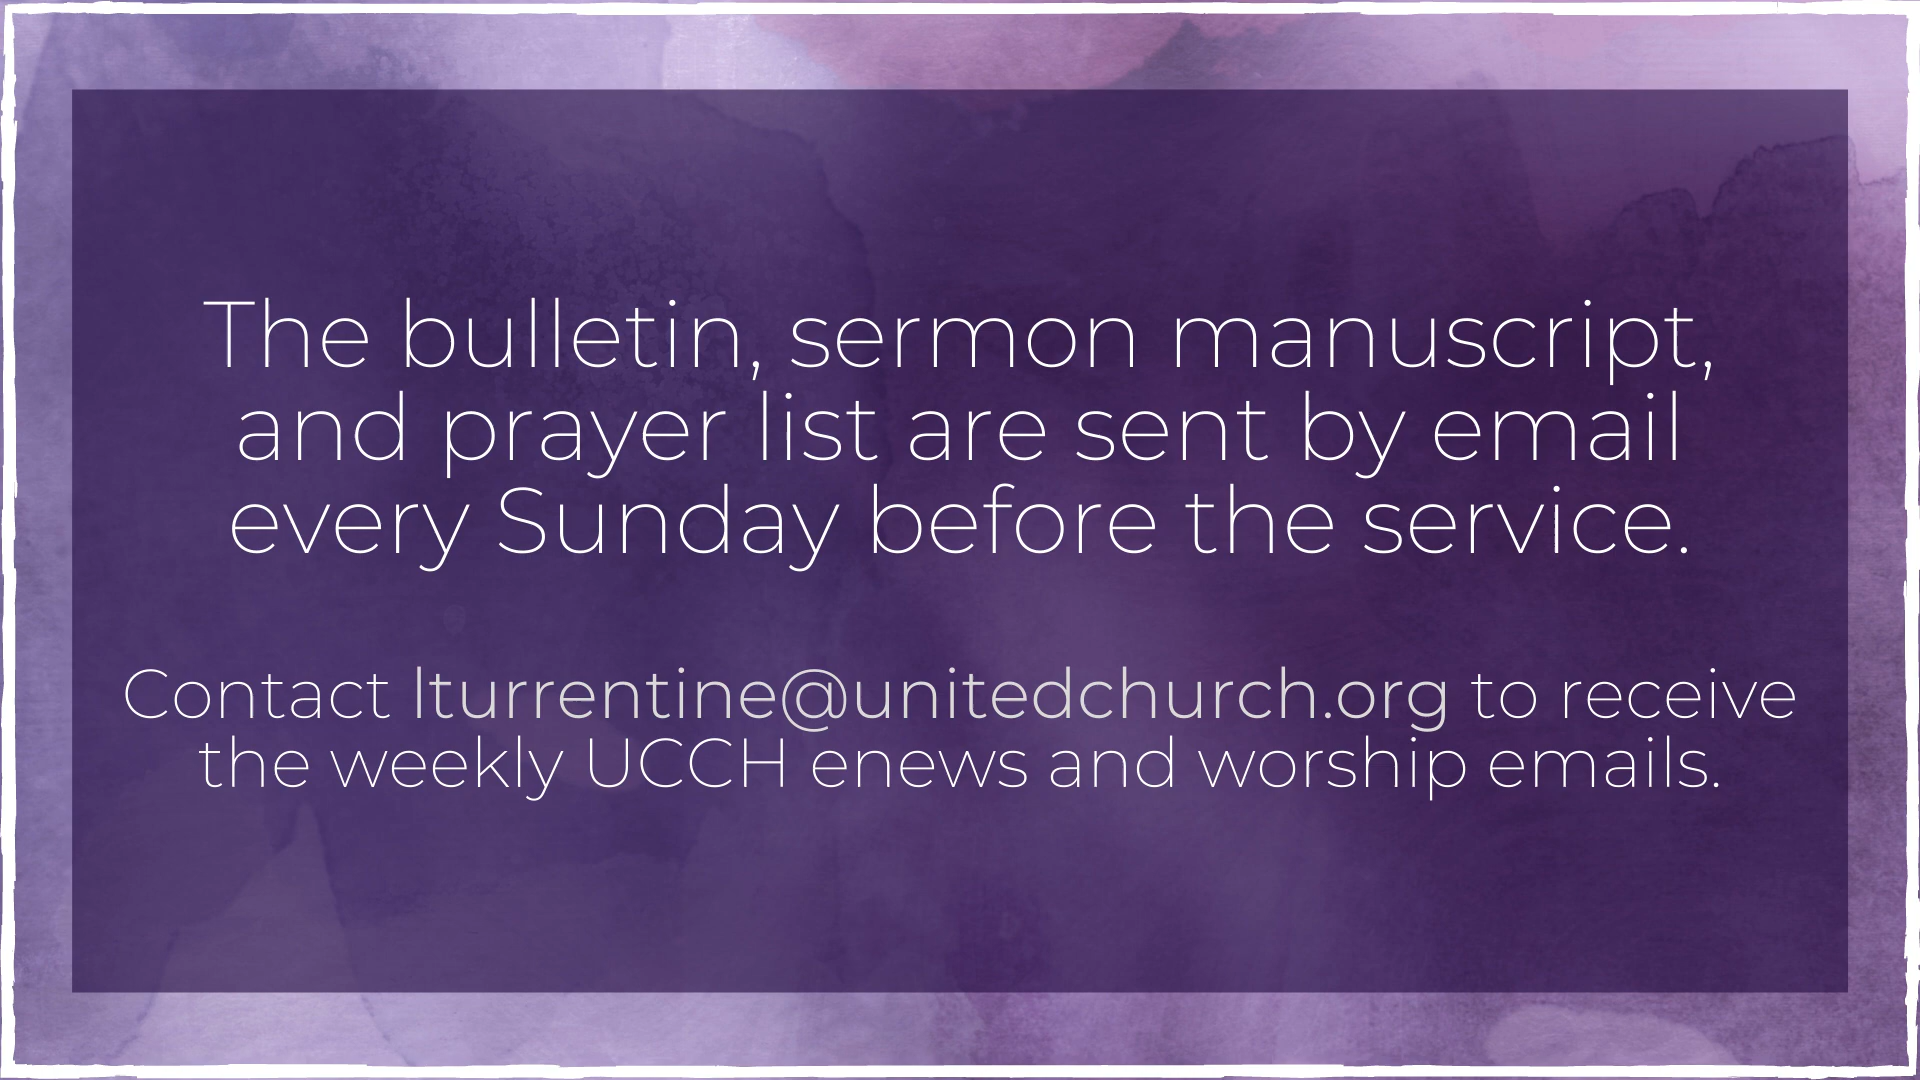 The bulletin, sermon manuscript,
and prayer list are sent by email
every Sunday before the service.
Contact lturrentine@unitedchurch.org to receive
the weekly UCCH enews and worship emails.